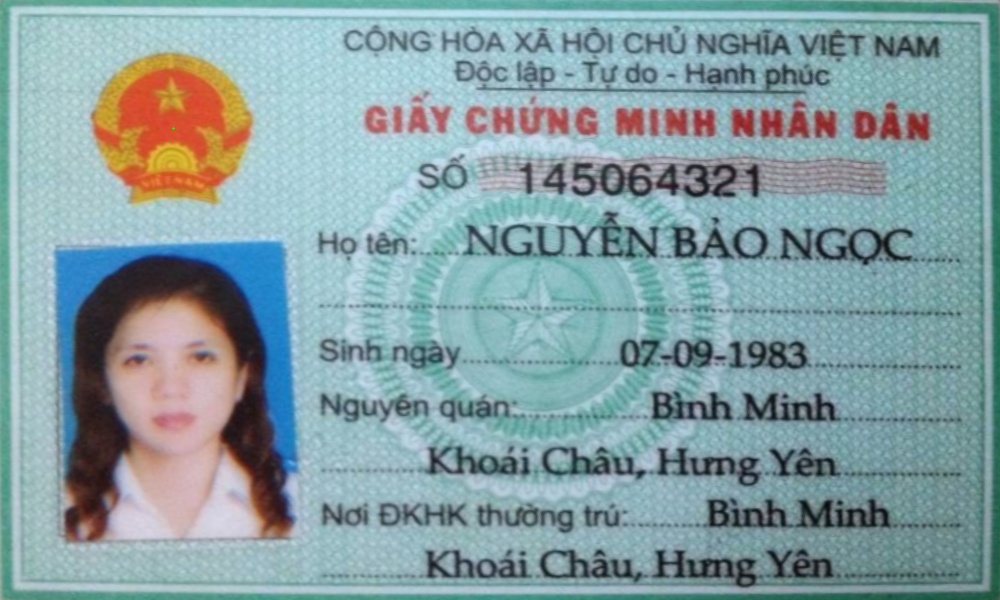 CỘNG HÒA XÃ HỘI CHỦ NGHĨA VIỆT NAM
Độc lập - Tự do - Hạnh phúc
GIẤY CHỨNG MINH NHÂN DÂN
SỐ 145064321
Họ tên: NGUYỄN BẢO NGỌC
Sinh ngày 07-09-1983
Nguyên quán: Bình Minh
Khoái Châu, Hưng Yên
Nơi ĐKHK thường trú: Bình Minh
Khoái Châu, Hưng Yên
VIỆT NAM